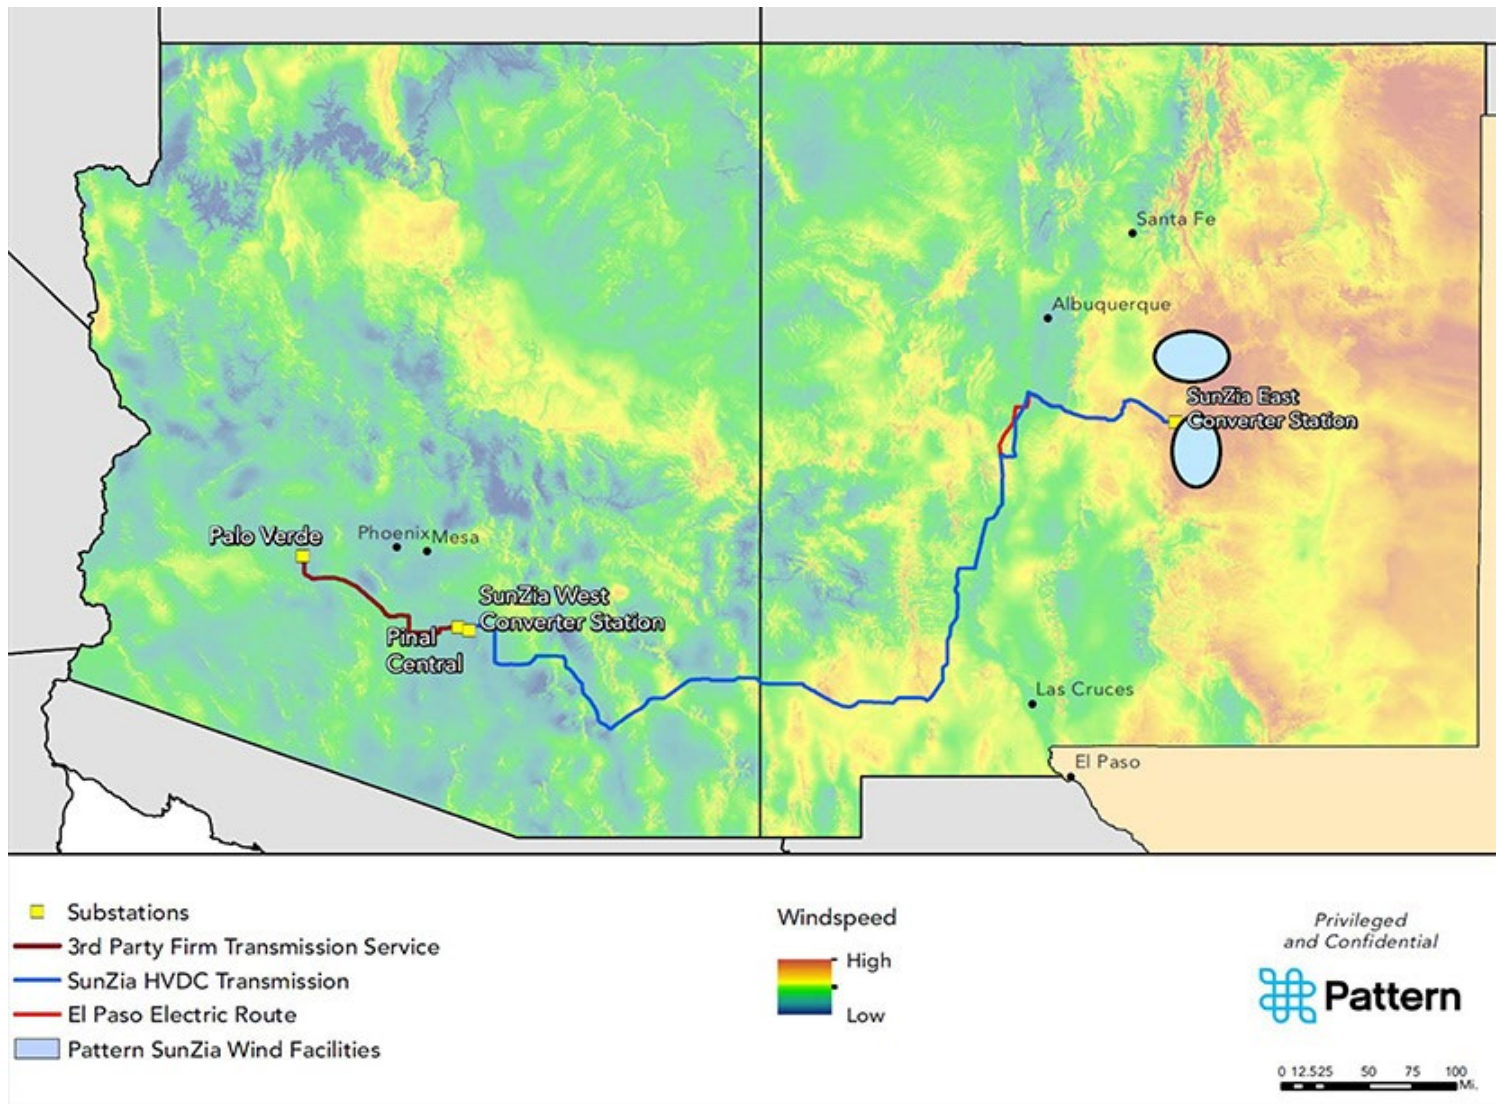 Santa Fe
Albuquerque
SunZia East
Converter Station
Palo Verde
Phoenix
Mesa
SunZia West
Converter Station
Pinal
Central
Las Cruces
El Paso
Substations
3rd Party Firm Transmission Service
SunZia HVDC Transmission
El Paso Electric Route
Pattern SunZia Wind Facilities
Windspeed
High
Low
Privileged
and Confidential
Pattern
0 12.525 50 75 100
Mi.